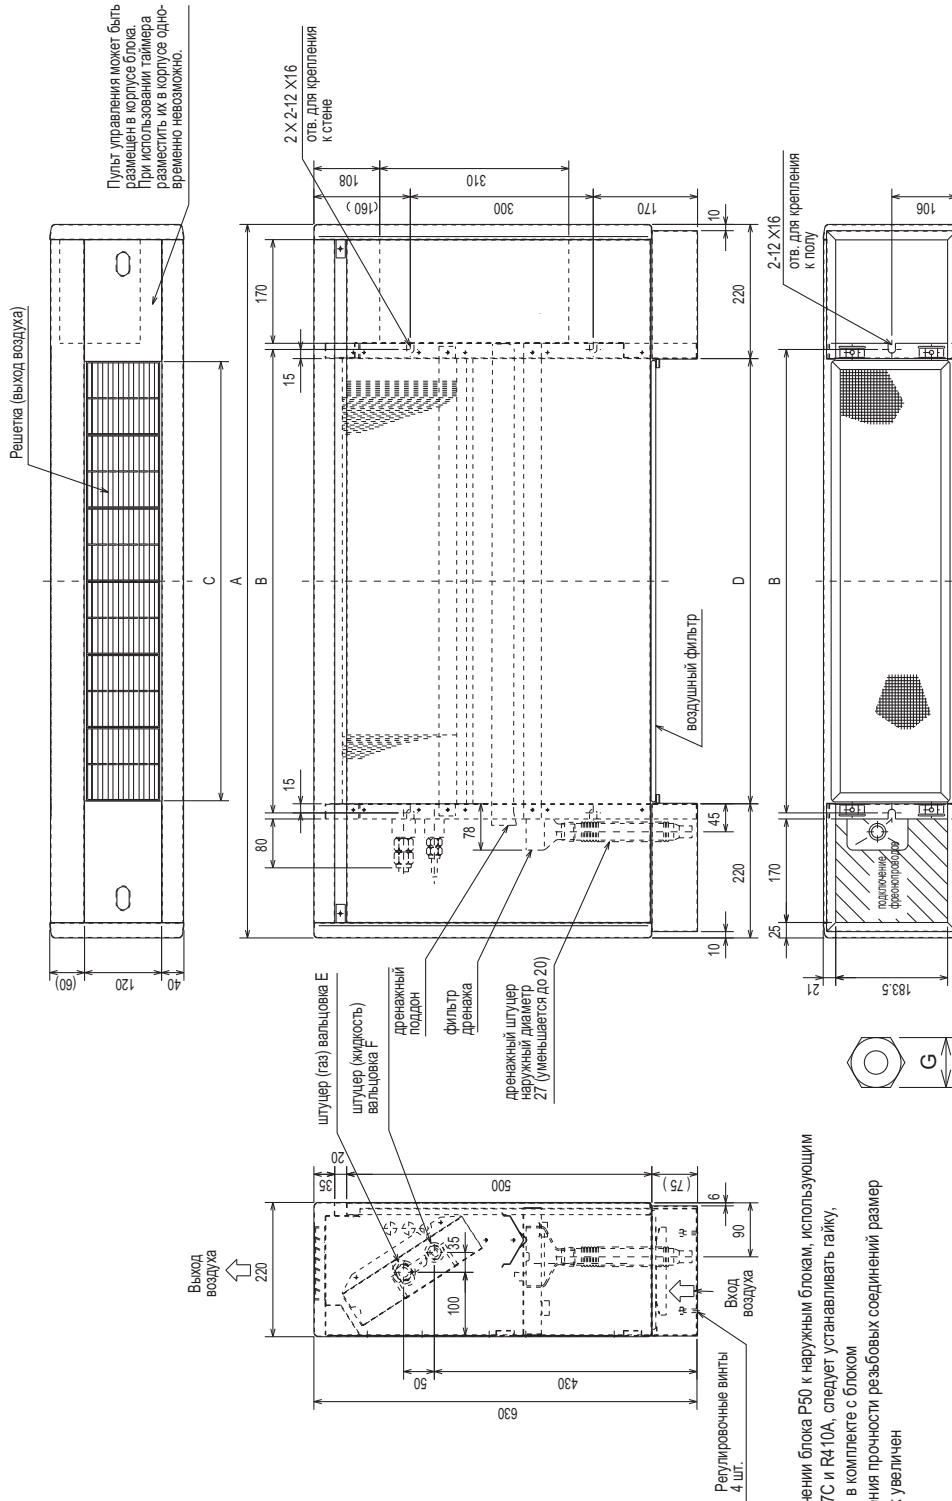 Решетка (выход воздуха)
Пульт управления может быть
размещен в корпусе блока.
При использовании таймера
разместить их в корпусе одно-
временно невозможно.
(60)
120
40
C
A
B
170
15
15
80
2 X 2-12 X16
отв. для крепления
к стене
108
310
(160)
300
170
10
220
D
воздушный фильтр
78
45
220
10
штуцер (газ) вальцовка E
штуцер (жидкость)
вальцовка F
дренажный
поддон
фильтр
дренажа
дренажный штуцер
наружный диаметр
27 (уменьшается до 20)
Выход
воздуха
220
35
20
500
(75)
6
90
35
100
50
430
630
Вход
воздуха
Регулировочные винты
4 шт.
2-12 X16
отв. для крепления
к полу
106
B
170
25
21
183.5
подключение
фреонопроводов
G
блока P50 к наружным блокам, использующим
и R410A, следует устанавливать гайку,
в комплекте с блоком
прочности резьбовых соединений размер
увеличен